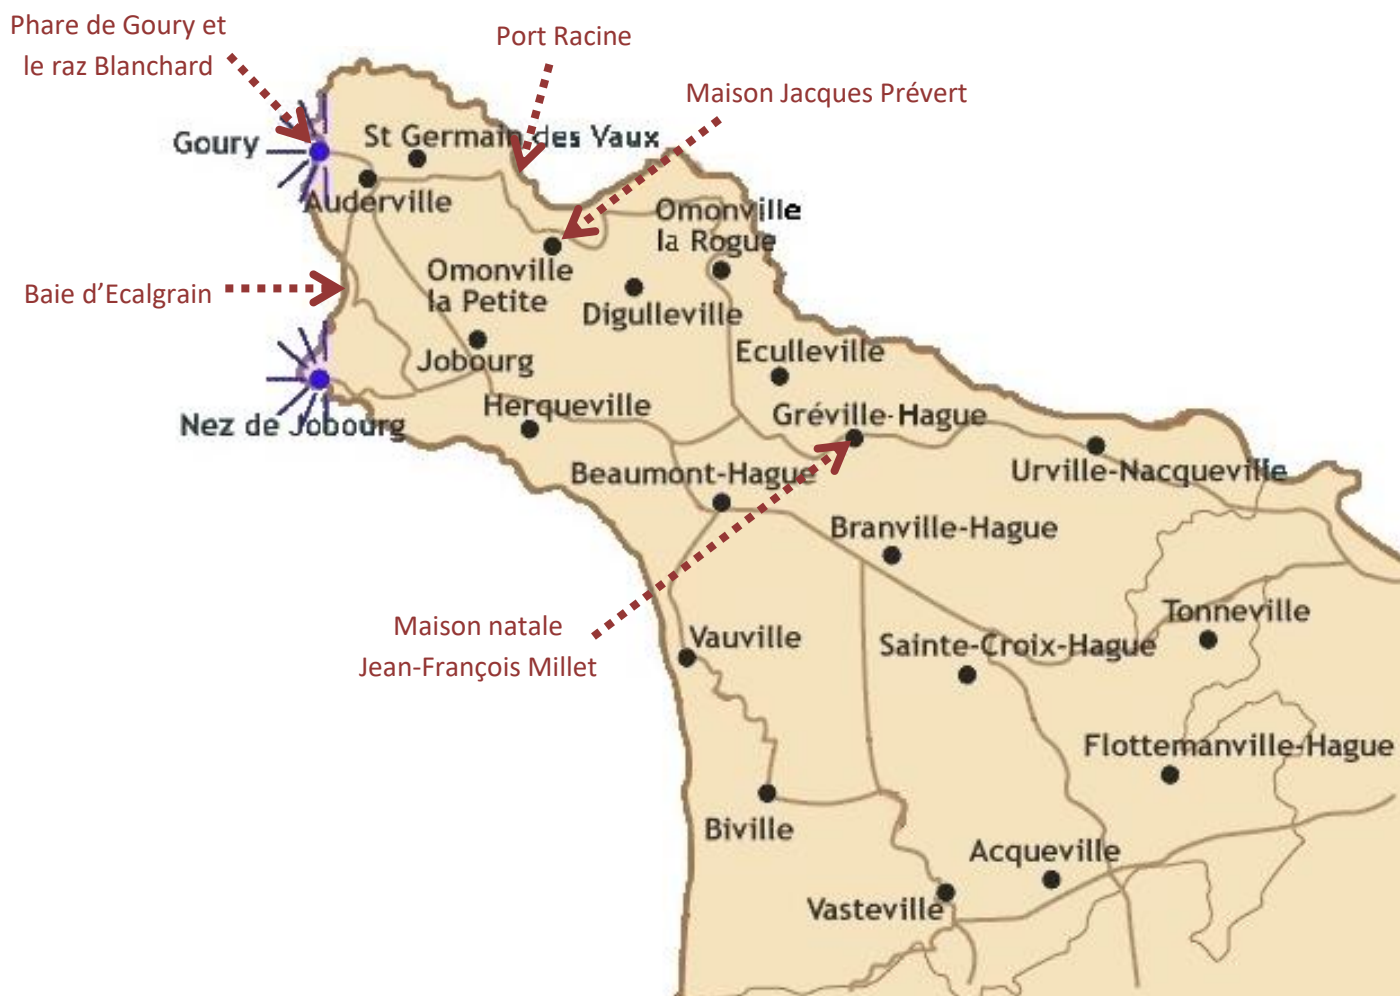 Phare de Goury et
le raz Blanchard
Port Racine
Maison Jacques Prévert
Goury
St Germain des Vaux
Auderville
Omonville
la Rogue
Baie d'Ecalgrain
Omonville
la Petite
Digulleville
Jobourg
Eculleville
Herqueville
Gréville-Hague
Nez de Jobourg
Beaumont-Hague
Urville-Nacqueville
Branville-Hague
Maison natale
Jean-François Millet
Vauville
Tonneville
Sainte-Croix-Hague
Flottemanville-Hague
Biville
Acqueville
Vasteville